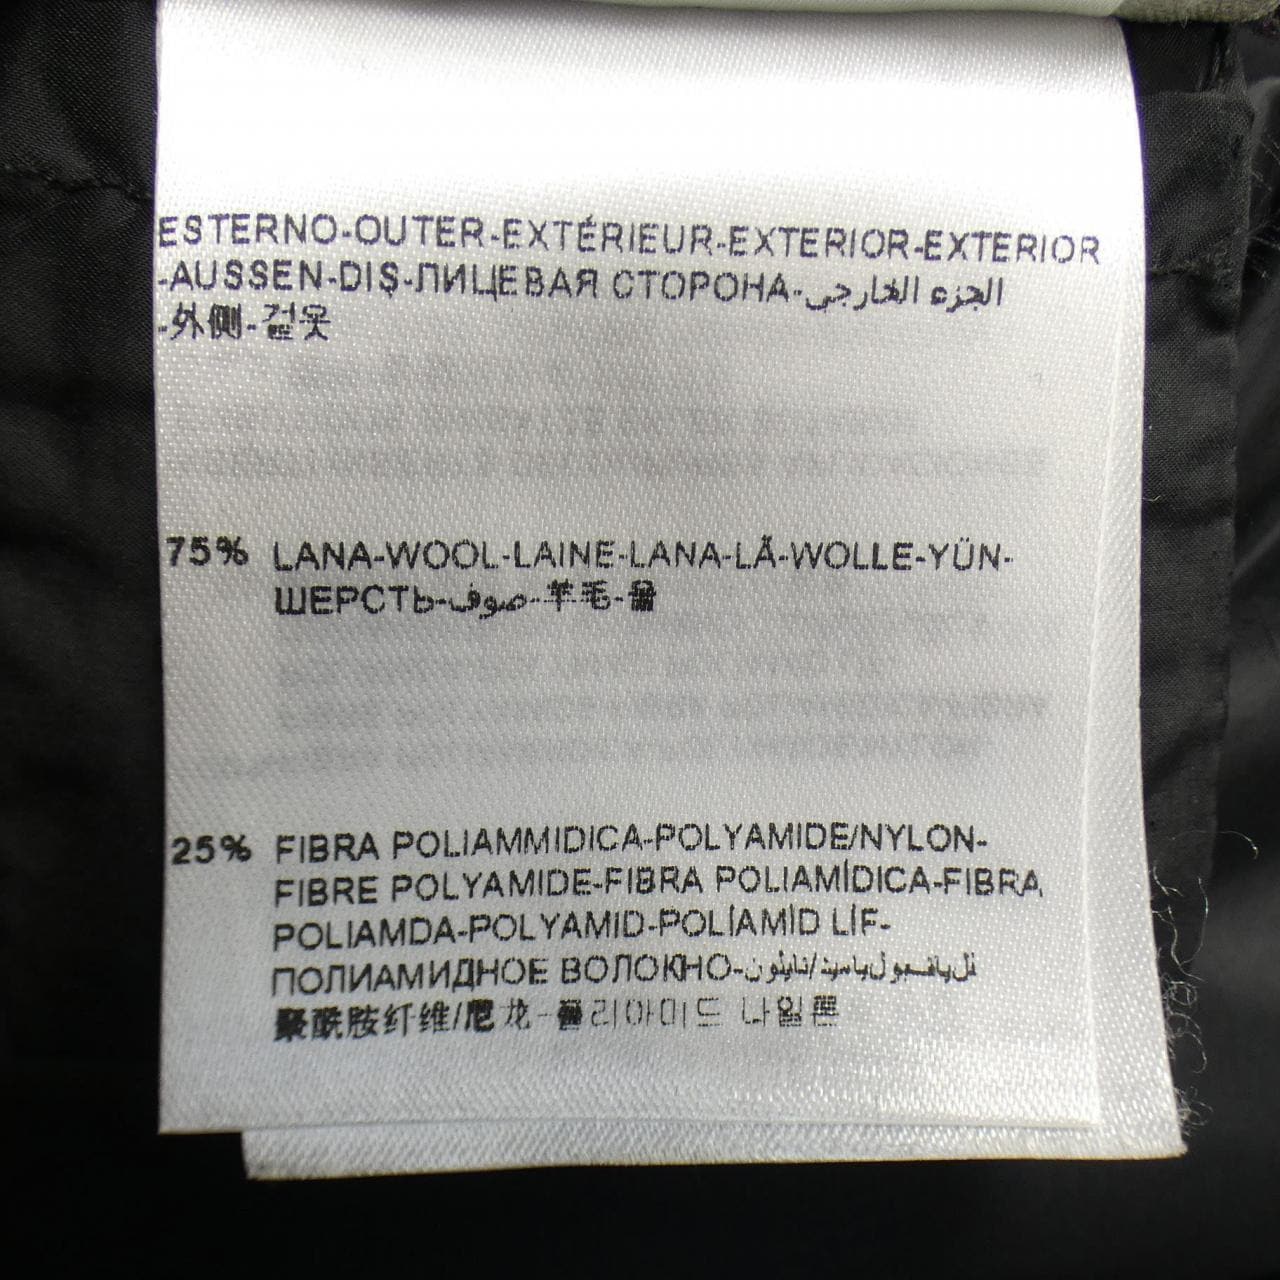 ESTERNO-OUTER-EXTÉRIEUR-EXTERIOR-EXTERIOR
-AUSSEN-DIŞ-ЛИЦЕВАЯ СТОРОНА-الجزء الخارجي
-外侧-겉옷
75% LANA-WOOL-LAINE-LANA-LÃ-WOLLE-YÜN-
ШЕРСТЬ-صوف-羊毛-울
25% FIBRA POLIAMMIDICA-POLYAMIDE/NYLON-
FIBRE POLYAMIDE-FIBRA POLIAMÍDICA-FIBRA
POLIAMDA-POLYAMID-POLİAMİD LİF-
ПОЛИАМИДНОЕ ВОЛОКНО-
聚酰胺纤维/尼龙-폴리아미드 나일론